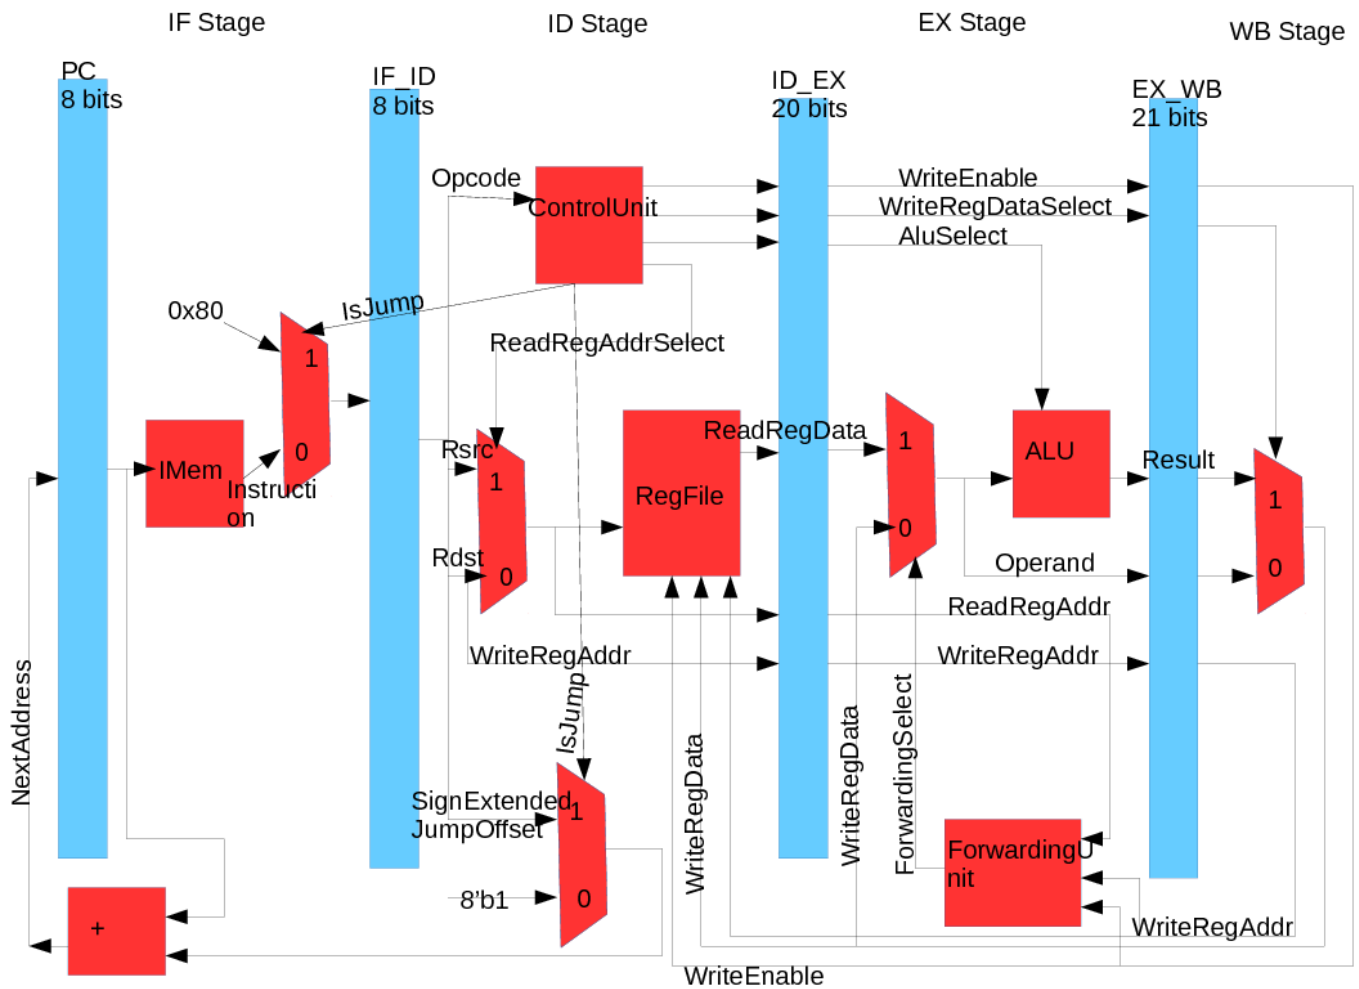 IF Stage
ID Stage
EX Stage
WB Stage
PC
8 bits
IF_ID
8 bits
ID_EX
20 bits
EX_WB
21 bits
Opcode
ControlUnit
WriteEnable
WriteRegDataSelect
AluSelect
0x80
IsJump
1
0
ReadRegAddrSelect
IMem
Instructi
on
Rsrc
1
Rdst
0
RegFile
ReadRegData
1
0
ALU
Result
1
0
Operand
ReadRegAddr
WriteRegAddr
WriteRegAddr
NextAddress
IsJump
WriteRegData
WriteRegData
ForwardingSelect
SignExtended
JumpOffset
1
8'b1
0
ForwardingU
nit
WriteRegAddr
+
WriteEnable